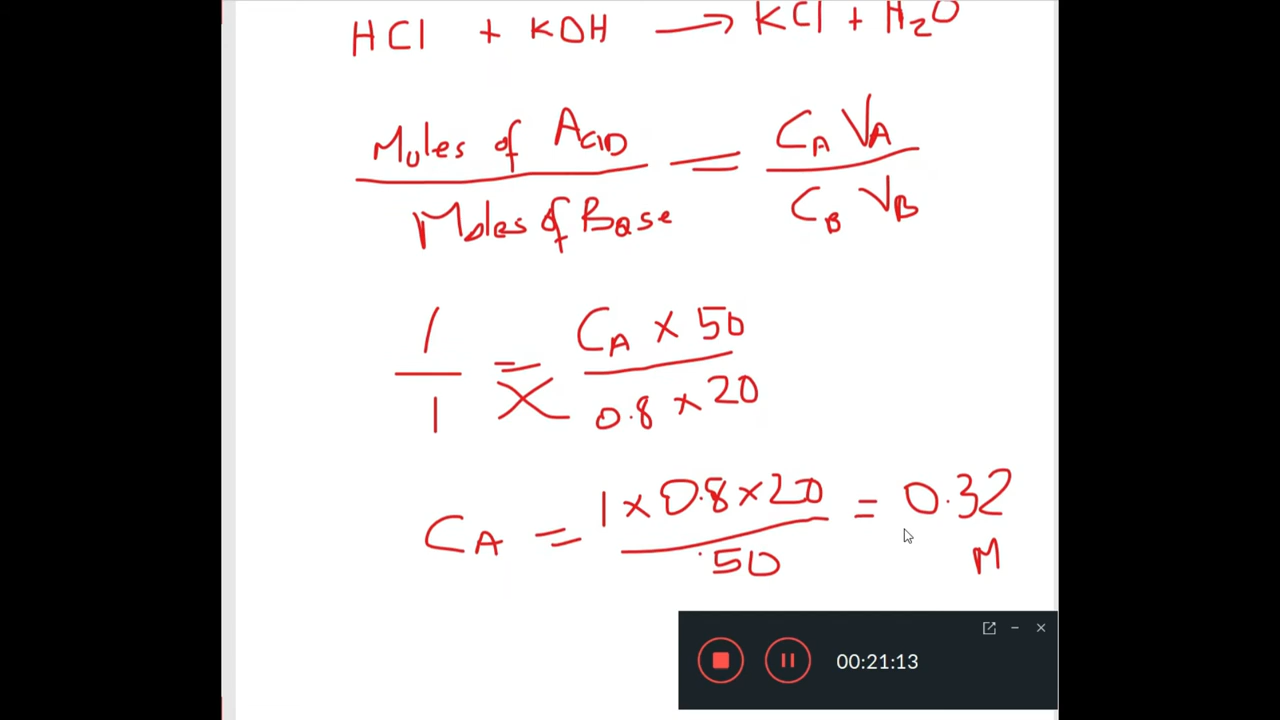 HCl + KOH → KCl + H₂O
Moles of Acid = CA VA
Moles of Base CB VB
1 = CA × 50
1 0.8 × 20
CA = 1 × 0.8 × 20 = 0.32
50 M
00:21:13